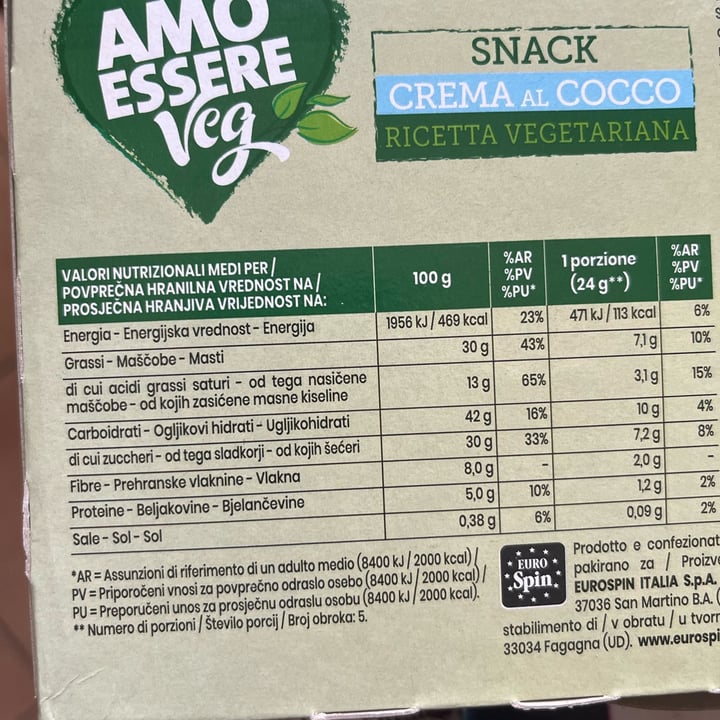 AMO
ESSERE
Veg
SNACK
CREMA AL COCCO
RICETTA VEGETARIANA
VALORI NUTRIZIONALI MEDI PER / 100 g %AR 1 porzione %AR
POVPREČNA HRANILNA VREDNOST NA / %PV (24 g**) %PV
PROSJEČNA HRANJIVA VRIJEDNOST NA: %PU* %PU*
Energia - Energijska vrednost - Energija 1956 kJ / 469 kcal 23% 471 kJ / 113 kcal 6%
Grassi - Maščobe - Masti 30 g 43% 7,1 g 10%
di cui acidi grassi saturi - od tega nasičene
maščobe - od kojih zasićene masne kiseline 13 g 65% 3,1 g 15%
Carboidrati - Ogljikovi hidrati - Ugljikohidrati 42 g 16% 10 g 4%
di cui zuccheri - od tega sladkorji - od kojih šećeri 30 g 33% 7,2 g 8%
Fibre - Prehranske vlaknine - Vlakna 8,0 g - 2,0 g -
Proteine - Beljakovine - Bjelančevine 5,0 g 10% 1,2 g 2%
Sale - Sol - Sol 0,38 g 6% 0,09 g 2%
*AR = Assunzioni di riferimento di un adulto medio (8400 kJ / 2000 kcal) /
PV = Priporočeni vnosi za povprečno odraslo osebo (8400 kJ / 2000 kcal) /
PU = Preporučeni unos za prosječnu odraslu osobu (8400 kJ / 2000 kcal).
** Numero di porzioni / Število porcij / Broj obroka: 5.
EURO
Spin
Prodotto e confezionat
pakirano za / Proizve
EUROSPIN ITALIA S.p.A.
37036 San Martino B.A. (
stabilimento di / v obratu / u tvorn
33034 Fagagna (UD). www.eurospi